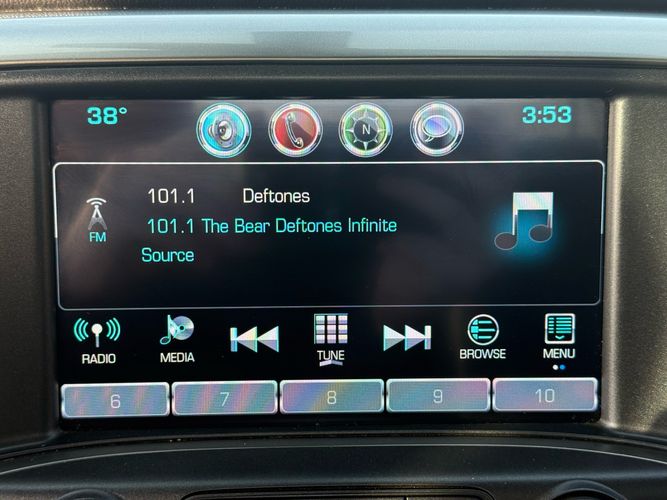 38°
N
3:53
101.1 Deftones
FM
101.1 The Bear Deftones Infinite
Source
RADIO
MEDIA
TUNE
BROWSE
MENU
6
7
8
9
10